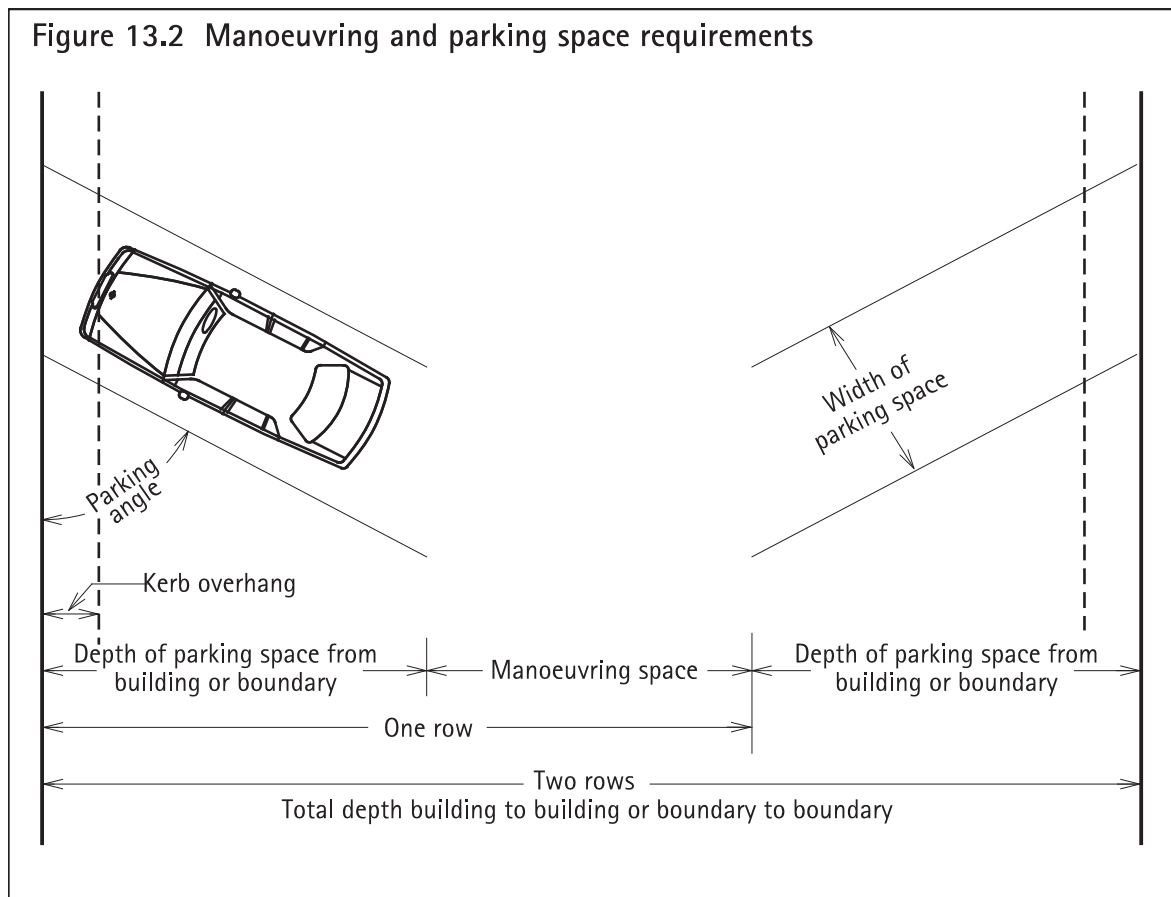 Figure 13.2 Manoeuvring and parking space requirements
Width of
parking space
Parking
angle
Kerb overhang
Depth of parking space from
building or boundary
Manoeuvring space
Depth of parking space from
building or boundary
One row
Two rows
Total depth building to building or boundary to boundary